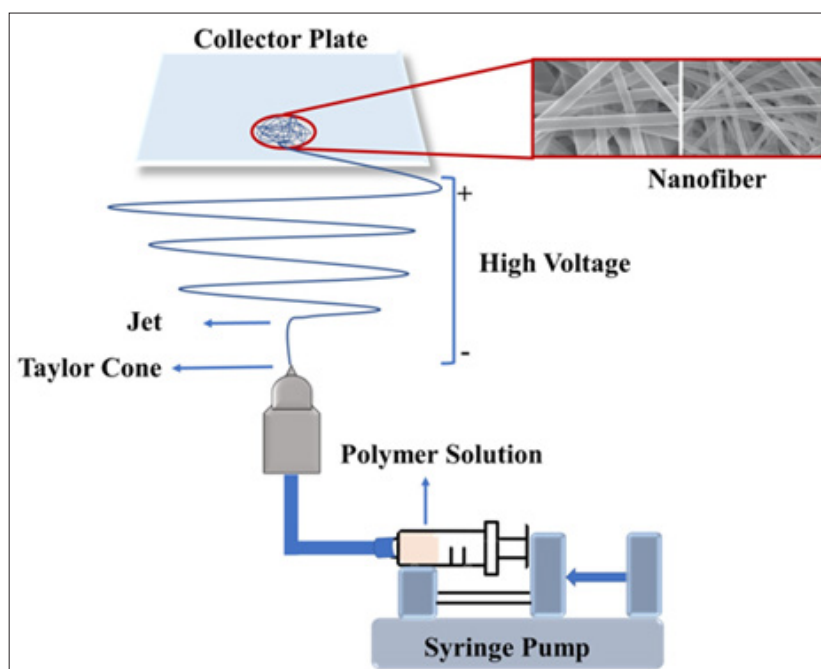 Collector Plate
Nanofiber
+
High Voltage
-
Jet
Taylor Cone
Polymer Solution
Syringe Pump